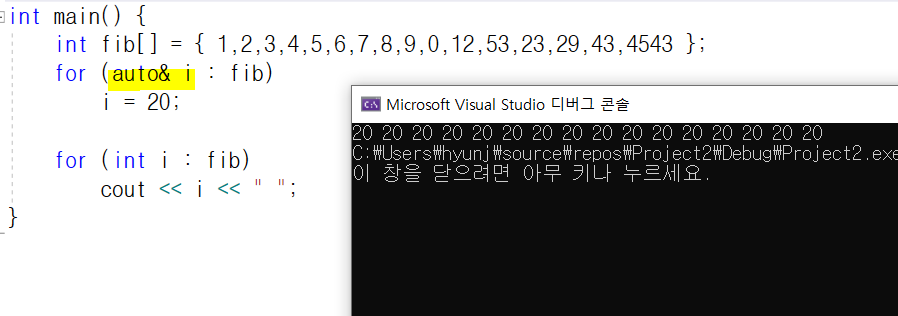 int main() {
int fib[] = { 1,2,3,4,5,6,7,8,9,0,12,53,23,29,43,4543 };
for (auto& i : fib)
i = 20;
for (int i : fib)
cout << i << " ";
}
Microsoft Visual Studio 디버그 콘솔
20 20 20 20 20 20 20 20 20 20 20 20 20 20 20 20
C:₩Users₩hyunj₩source₩repos₩Project2₩Debug₩Project2.exe
이 창을 닫으려면 아무 키나 누르세요.